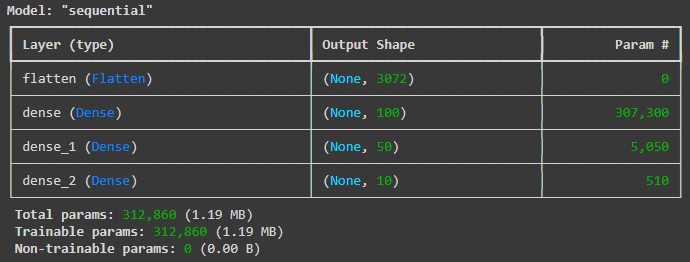 Model: "sequential"
Layer (type) Output Shape Param #
flatten (Flatten) (None, 3072) 0
dense (Dense) (None, 100) 307,300
dense_1 (Dense) (None, 50) 5,050
dense_2 (Dense) (None, 10) 510
Total params: 312,860 (1.19 MB)
Trainable params: 312,860 (1.19 MB)
Non-trainable params: 0 (0.00 B)